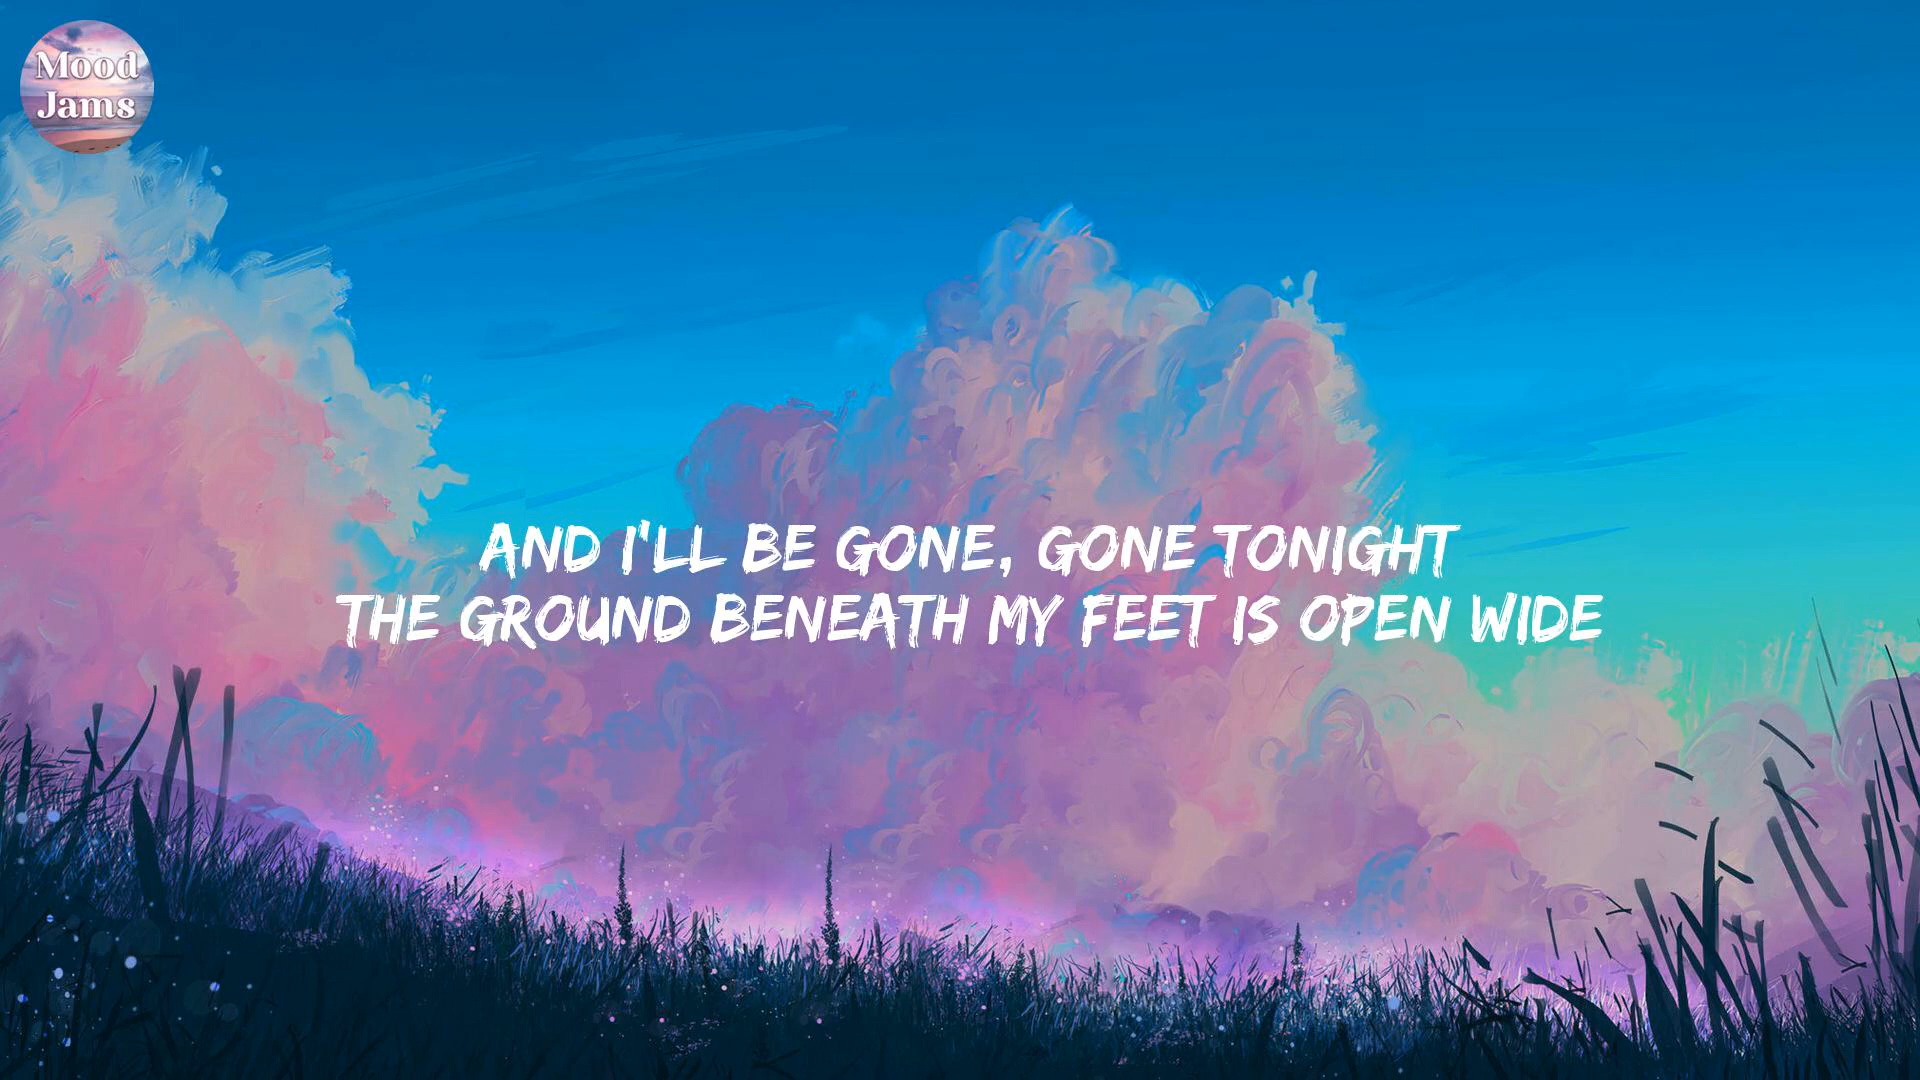 Mood
Jams
AND I'LL BE GONE, GONE TONIGHT
THE GROUND BENEATH MY FEET IS OPEN WIDE